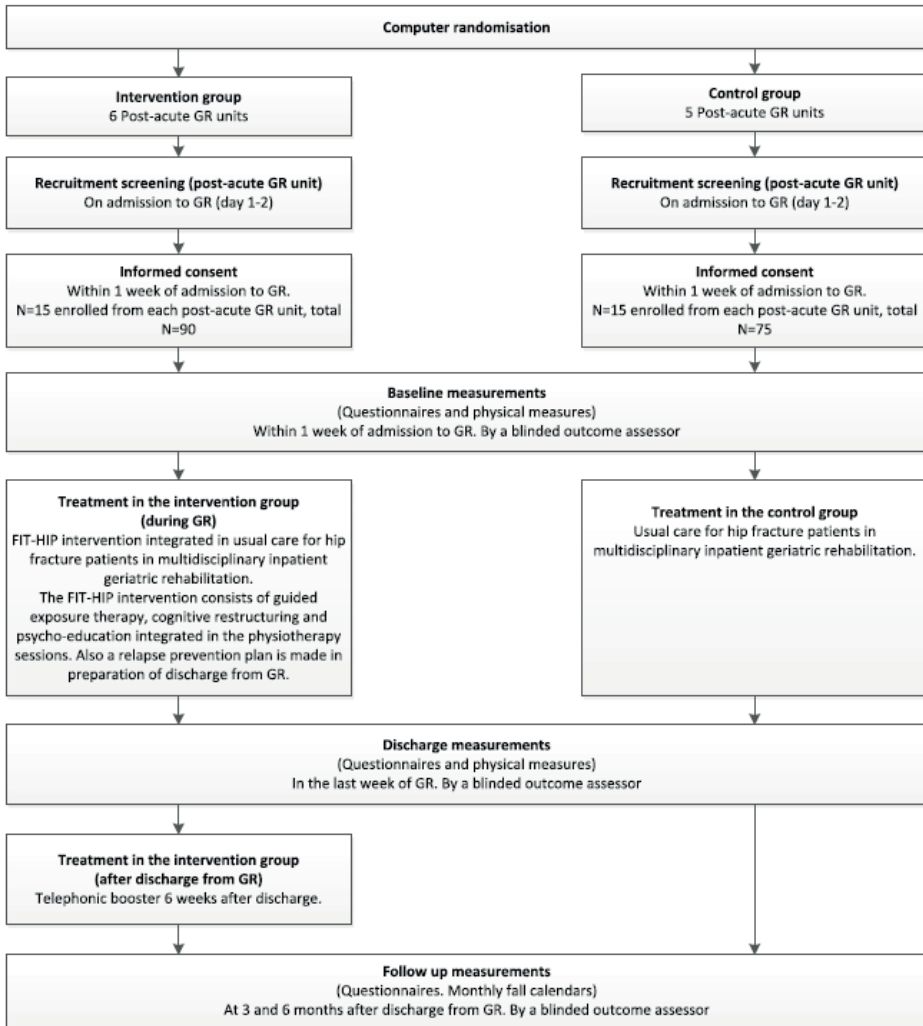 Computer randomisation
Intervention group
6 Post-acute GR units
Control group
5 Post-acute GR units
Recruitment screening (post-acute GR unit)
On admission to GR (day 1-2)
Recruitment screening (post-acute GR unit)
On admission to GR (day 1-2)
Informed consent
Within 1 week of admission to GR.
N=15 enrolled from each post-acute GR unit, total
N=90
Informed consent
Within 1 week of admission to GR.
N=15 enrolled from each post-acute GR unit, total
N=75
Baseline measurements
(Questionnaires and physical measures)
Within 1 week of admission to GR. By a blinded outcome assessor
Treatment in the intervention group
(during GR)
FIT-HIP intervention integrated in usual care for hip
fracture patients in multidisciplinary inpatient
geriatric rehabilitation.
The FIT-HIP intervention consists of guided
exposure therapy, cognitive restructuring and
psycho-education integrated in the physiotherapy
sessions. Also a relapse prevention plan is made in
preparation of discharge from GR.
Treatment in the control group
Usual care for hip fracture patients in
multidisciplinary inpatient geriatric rehabilitation.
Discharge measurements
(Questionnaires and physical measures)
In the last week of GR. By a blinded outcome assessor
Treatment in the intervention group
(after discharge from GR)
Telephonic booster 6 weeks after discharge.
Follow up measurements
(Questionnaires. Monthly fall calendars)
At 3 and 6 months after discharge from GR. By a blinded outcome assessor